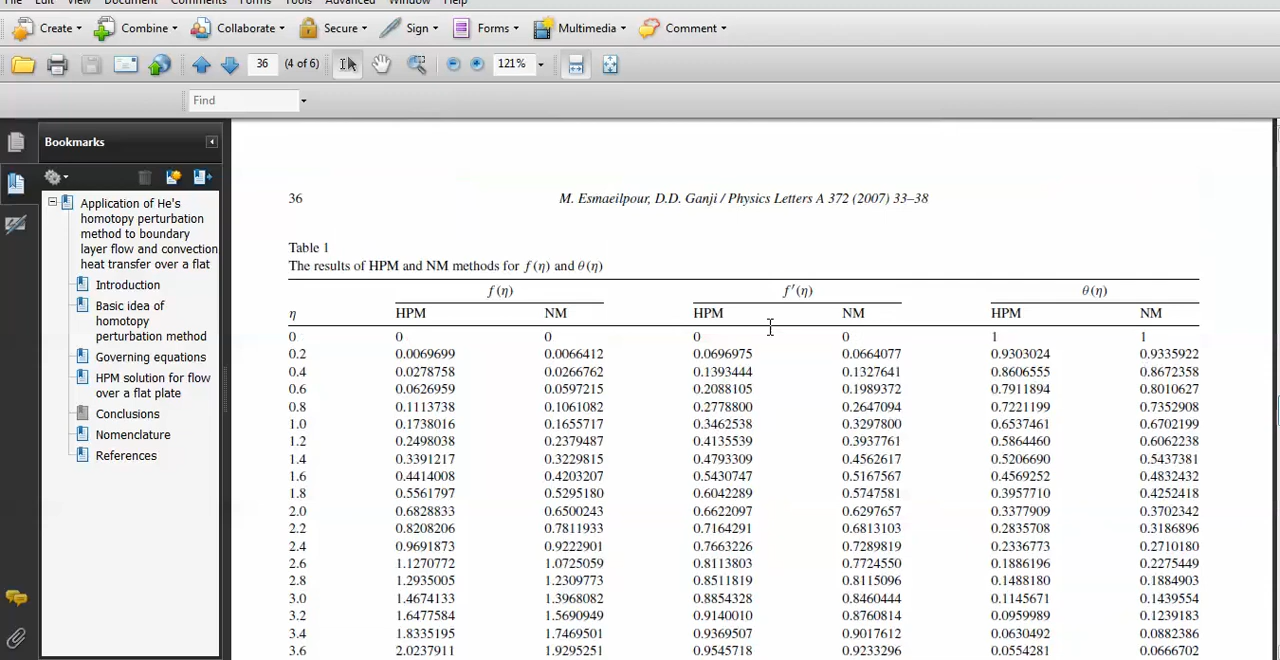 File Edit View Document Comments Forms Tools Advanced Window Help
Create Combine Collaborate Secure Sign Forms Multimedia Comment
36 (4 of 6) 121%
Find
Bookmarks
Application of He's
homotopy perturbation
method to boundary
layer flow and convection
heat transfer over a flat
Introduction
Basic idea of
homotopy
perturbation method
Governing equations
HPM solution for flow
over a flat plate
Conclusions
Nomenclature
References
36 M. Esmaeilpour, D.D. Ganji / Physics Letters A 372 (2007) 33–38
Table 1
The results of HPM and NM methods for f(η) and θ(η)
f(η) f′(η) θ(η)
η HPM NM HPM NM HPM NM
0 0 0 0 0 1 1
0.2 0.0069699 0.0066412 0.0696975 0.0664077 0.9303024 0.9335922
0.4 0.0278758 0.0266762 0.1393444 0.1327641 0.8606555 0.8672358
0.6 0.0626959 0.0597215 0.2088105 0.1989372 0.7911894 0.8010627
0.8 0.1113738 0.1061082 0.2778800 0.2647094 0.7221199 0.7352908
1.0 0.1738016 0.1655717 0.3462538 0.3297800 0.6537461 0.6702199
1.2 0.2498038 0.2379487 0.4135539 0.3937761 0.5864460 0.6062238
1.4 0.3391217 0.3229815 0.4793309 0.4562617 0.5206690 0.5437381
1.6 0.4414008 0.4203207 0.5430747 0.5167567 0.4569252 0.4832432
1.8 0.5561797 0.5295180 0.6042289 0.5747581 0.3957710 0.4252418
2.0 0.6828833 0.6500243 0.6622097 0.6297657 0.3377909 0.3702342
2.2 0.8208206 0.7811933 0.7164291 0.6813103 0.2835708 0.3186896
2.4 0.9691873 0.9222901 0.7663226 0.7289819 0.2336773 0.2710180
2.6 1.1270772 1.0725059 0.8113803 0.7724550 0.1886196 0.2275449
2.8 1.2935005 1.2309773 0.8511819 0.8115096 0.1488180 0.1884903
3.0 1.4674133 1.3968082 0.8854328 0.8460444 0.1145671 0.1439554
3.2 1.6477584 1.5690949 0.9140010 0.8760814 0.0959989 0.1239183
3.4 1.8335195 1.7469501 0.9369507 0.9017612 0.0630492 0.0882386
3.6 2.0237911 1.9295251 0.9545718 0.9233296 0.0554281 0.0666702